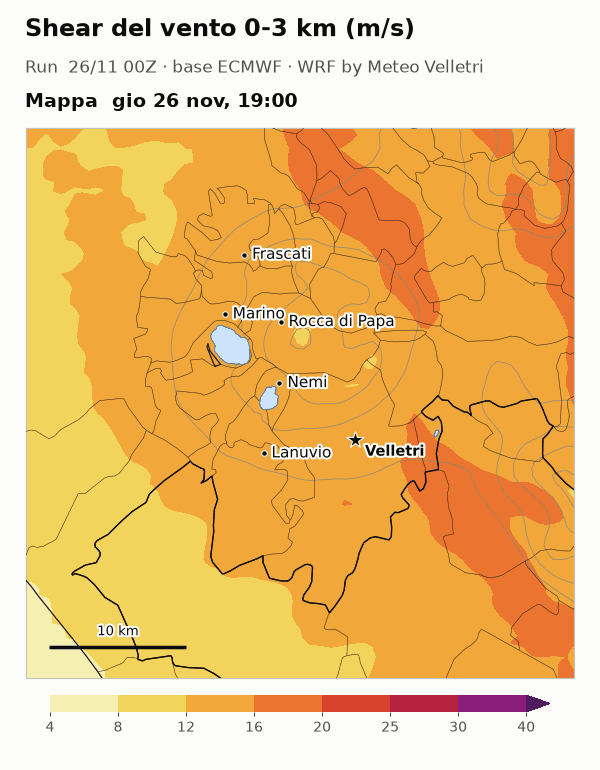 Shear del vento 0-3 km (m/s)
Run  26/11 00Z · base ECMWF · WRF by Meteo Velletri
Mappa  gio 26 nov, 19:00
Frascati
Marino
Rocca di Papa
Nemi
Velletri
Lanuvio
10 km
4 8 12 16 20 25 30 40